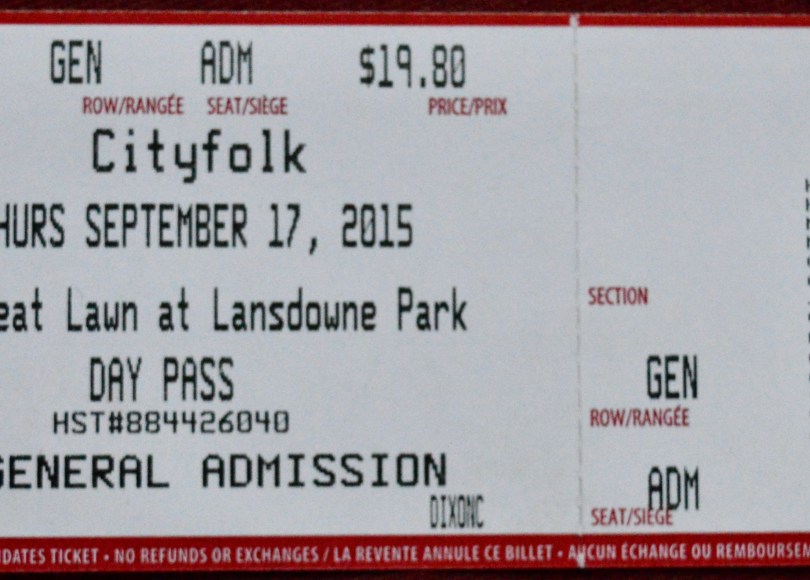 GEN ADM $19.80
ROW/RANGÉE SEAT/SIÈGE PRICE/PRIX
Cityfolk
HURS SEPTEMBER 17, 2015
eat Lawn at Lansdowne Park
DAY PASS
HST#884426040
GENERAL ADMISSION
DIXONC
SECTION
GEN
ROW/RANGÉE
ADM
SEAT/SIÈGE
IDATES TICKET • NO REFUNDS OR EXCHANGES / LA REVENTE ANNULE CE BILLET • AUCUN ÉCHANGE OU REMBOURSEM